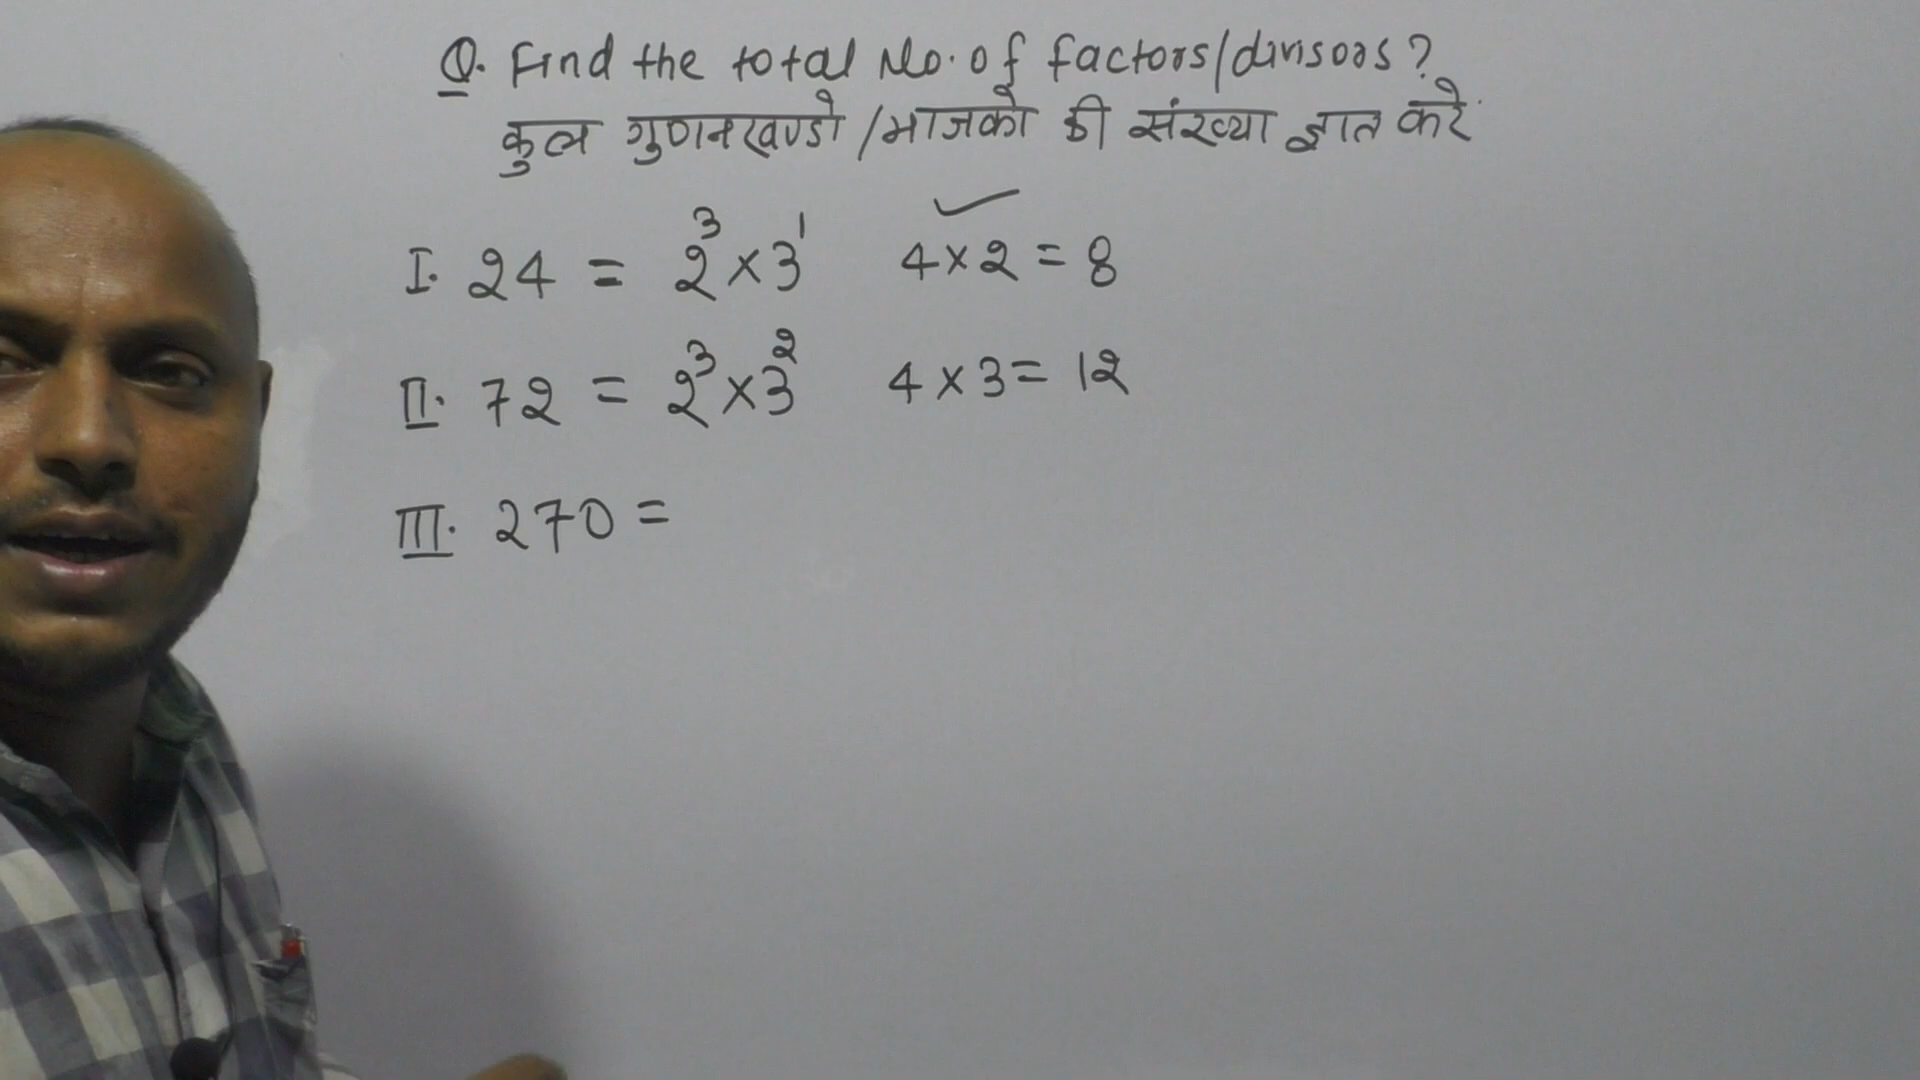 Q. Find the total No. of factors/divisors?
कुल गुणनखण्डो/भाजको की संख्या ज्ञात करे
I. 24 = 2³×3¹ 4×2 = 8
II. 72 = 2³×3² 4×3 = 12
III. 270 =